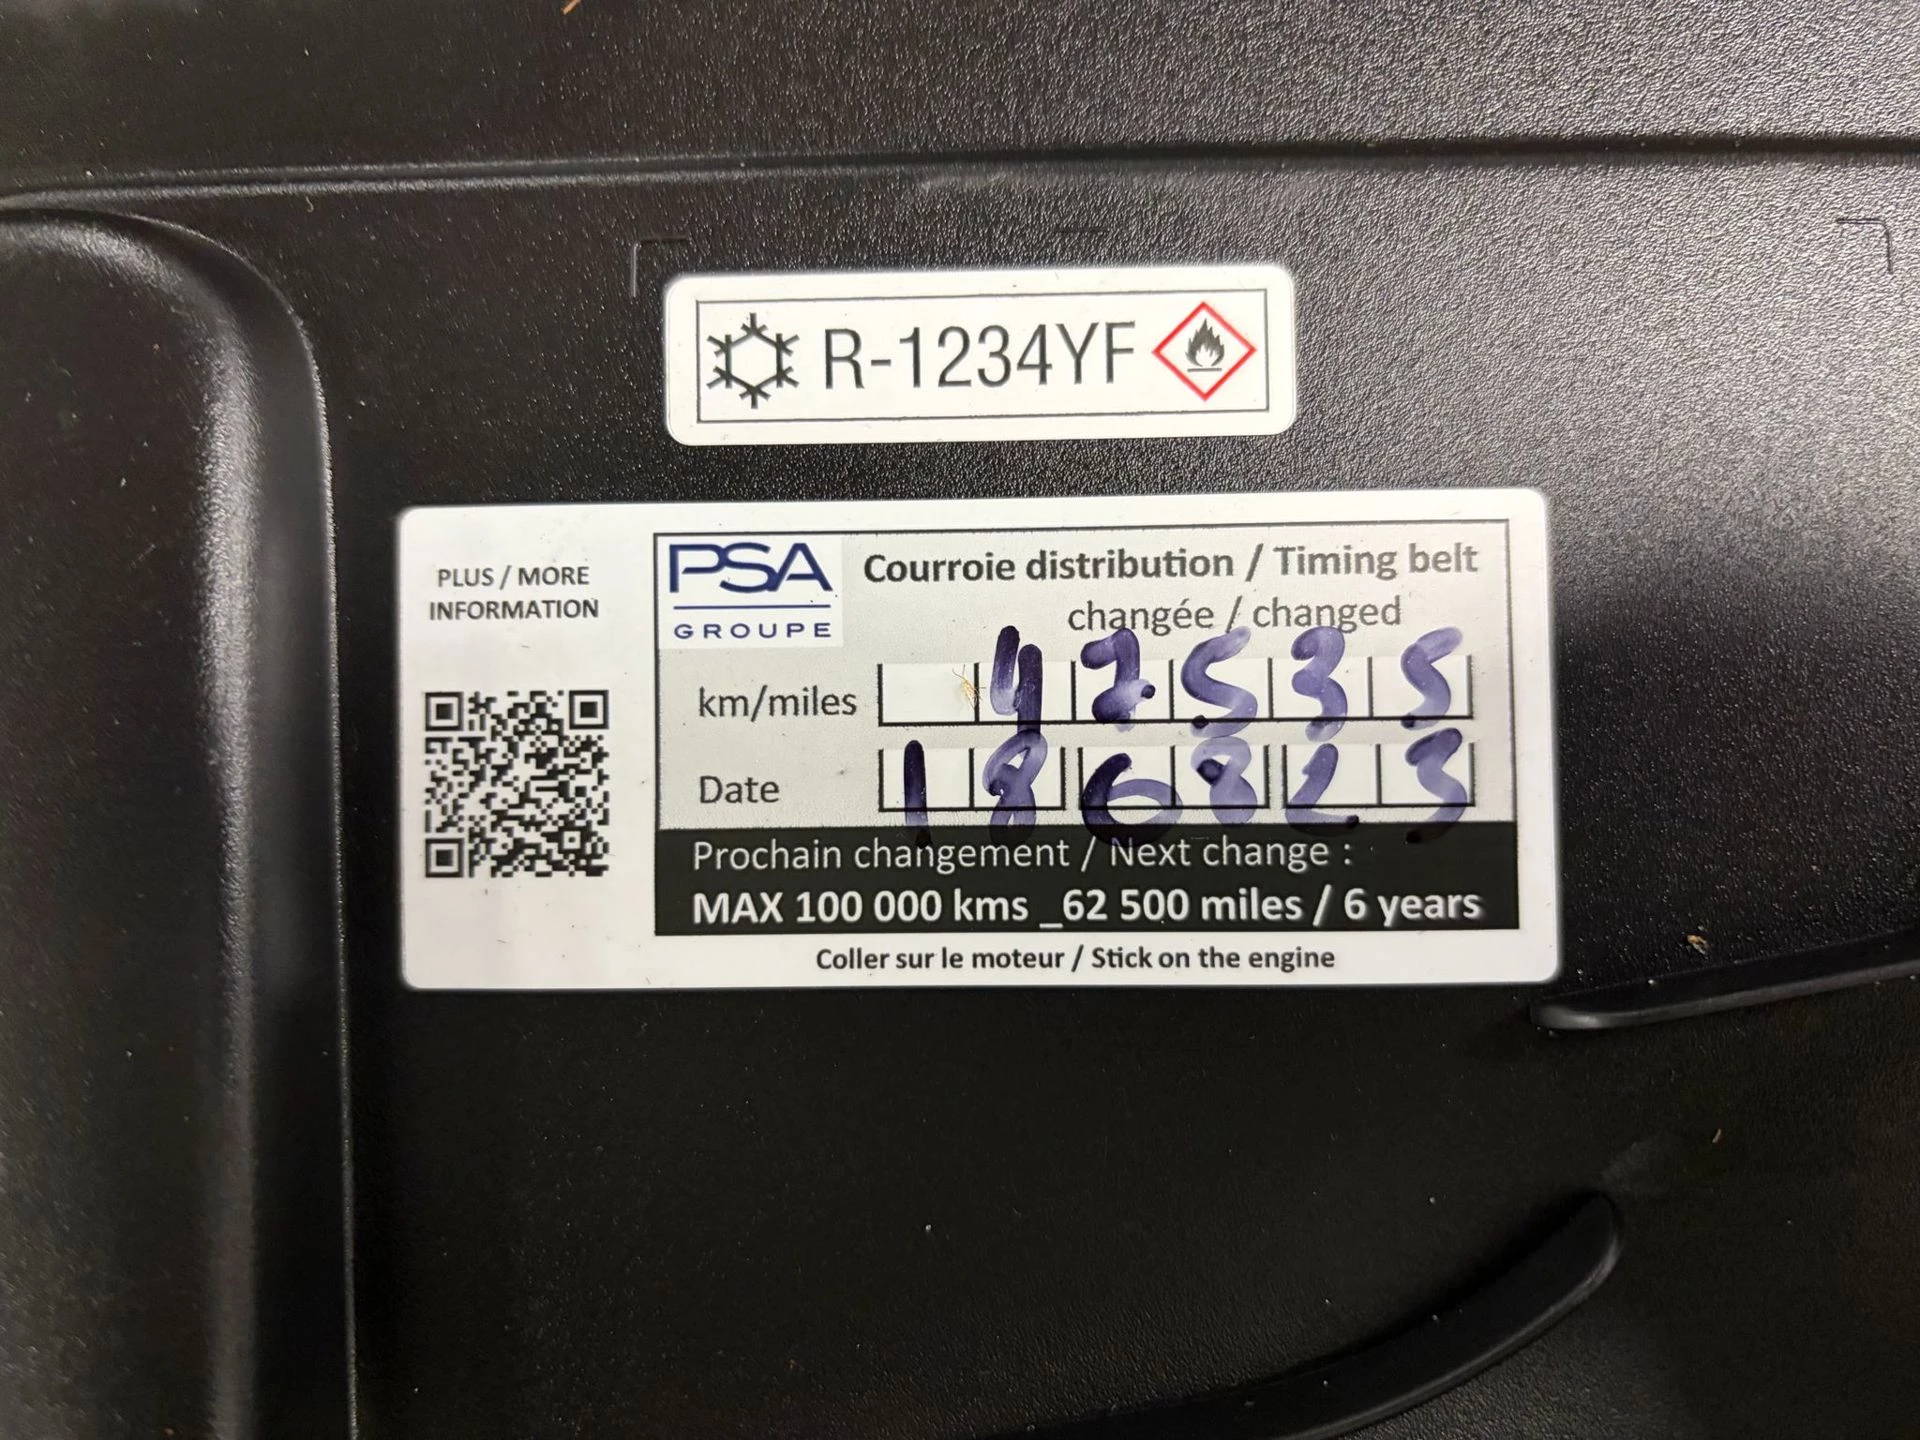 R-1234YF
PLUS / MORE
INFORMATION
PSA
GROUPE
Courroie distribution / Timing belt
changée / changed
km/miles 47535
Date 180823
Prochain changement / Next change :
MAX 100 000 kms _62 500 miles / 6 years
Coller sur le moteur / Stick on the engine